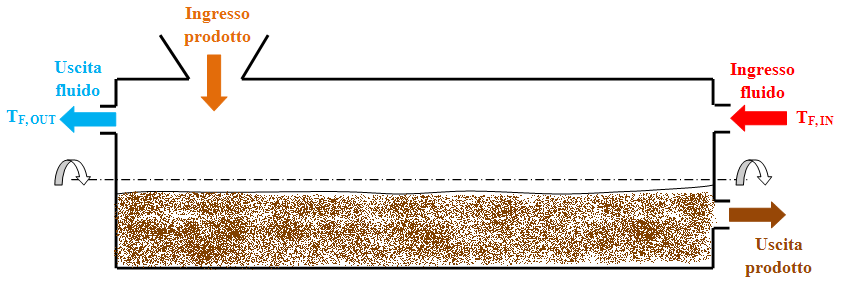 Ingresso
prodotto
Uscita
fluido
T_F, OUT
Ingresso
fluido
T_F, IN
Uscita
prodotto